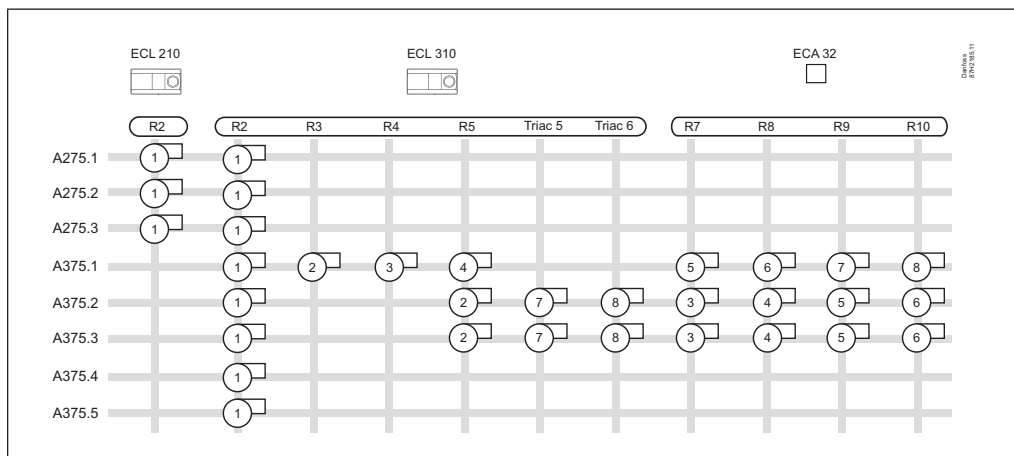 ECL 210 ECL 310 ECA 32
Danfoss
87H2185.11
R2 R2 R3 R4 R5 Triac 5 Triac 6 R7 R8 R9 R10
A275.1 1 1
A275.2 1 1
A275.3 1 1
A375.1 1 2 3 4 5 6 7 8
A375.2 1 2 7 8 3 4 5 6
A375.3 1 2 7 8 3 4 5 6
A375.4 1
A375.5 1